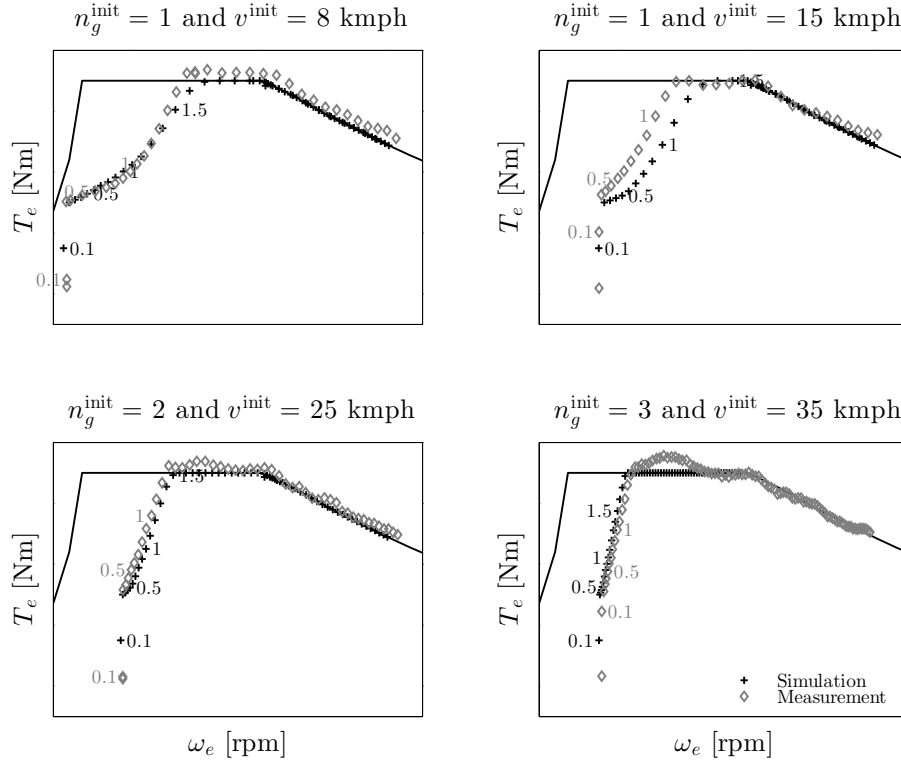 n_g^init = 1 and v^init = 8 kmph
n_g^init = 1 and v^init = 15 kmph
T_e [Nm]
0.5
0.5
1
1
1.5
0.1
0.1
T_e [Nm]
1
1
0.5
0.5
0.1
0.1
n_g^init = 2 and v^init = 25 kmph
n_g^init = 3 and v^init = 35 kmph
T_e [Nm]
1.5
1
1
0.5
0.5
0.1
0.1
ω_e [rpm]
T_e [Nm]
1.5
1
1
0.5
0.5
0.1
0.1
Simulation
Measurement
ω_e [rpm]